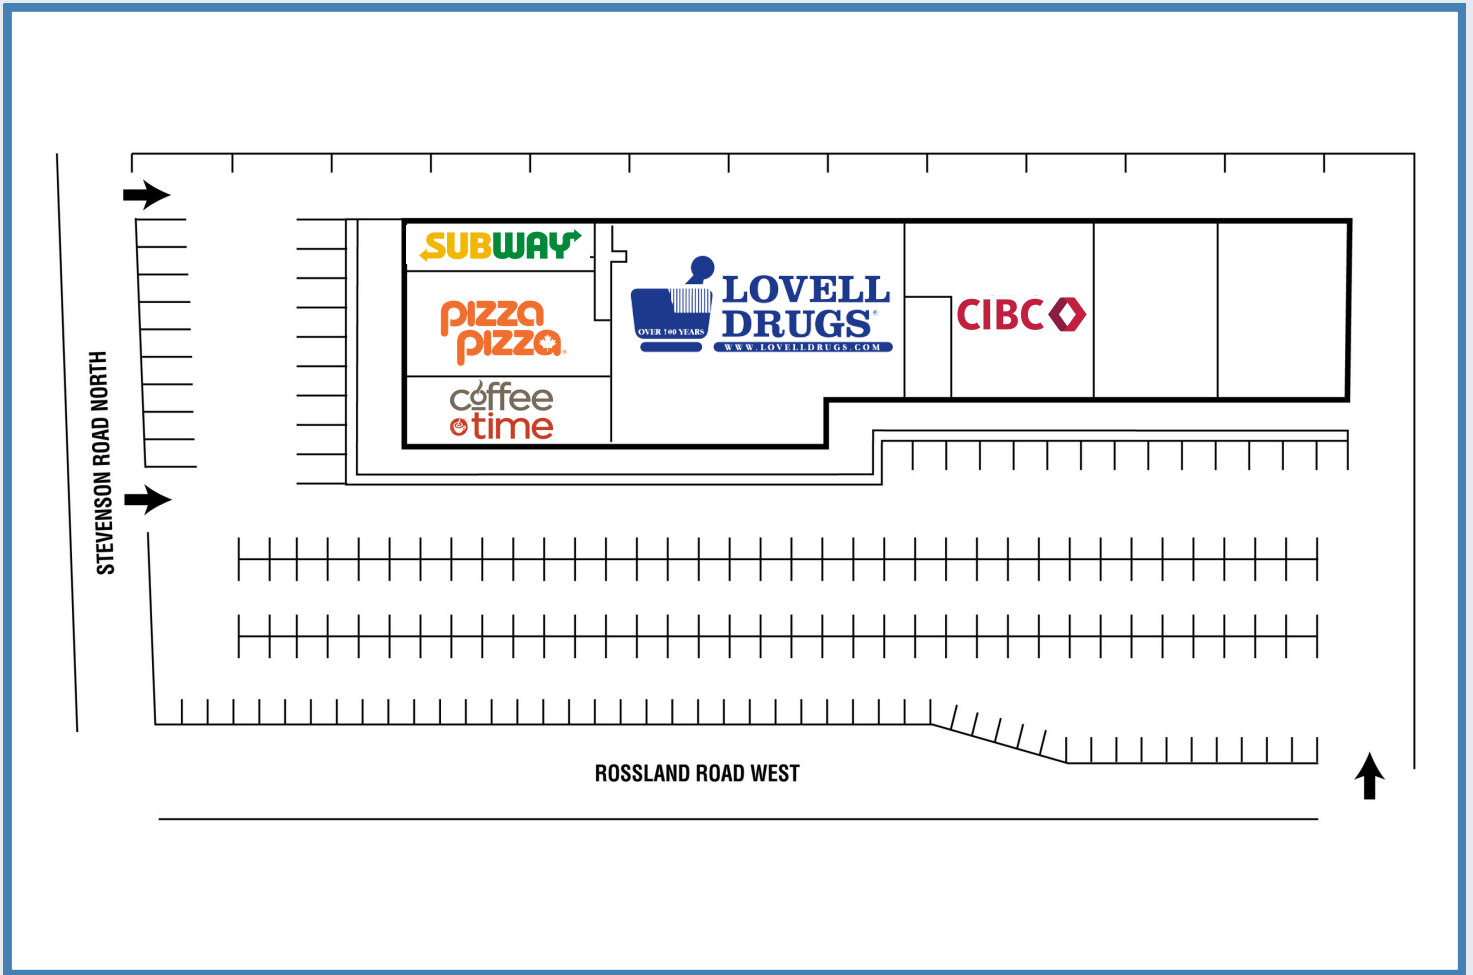 SUBWAY
pizza
pizza
coffee
time
OVER 100 YEARS
LOVELL
DRUGS
WWW.LOVELLDRUGS.COM
CIBC
STEVENSON ROAD NORTH
ROSSLAND ROAD WEST